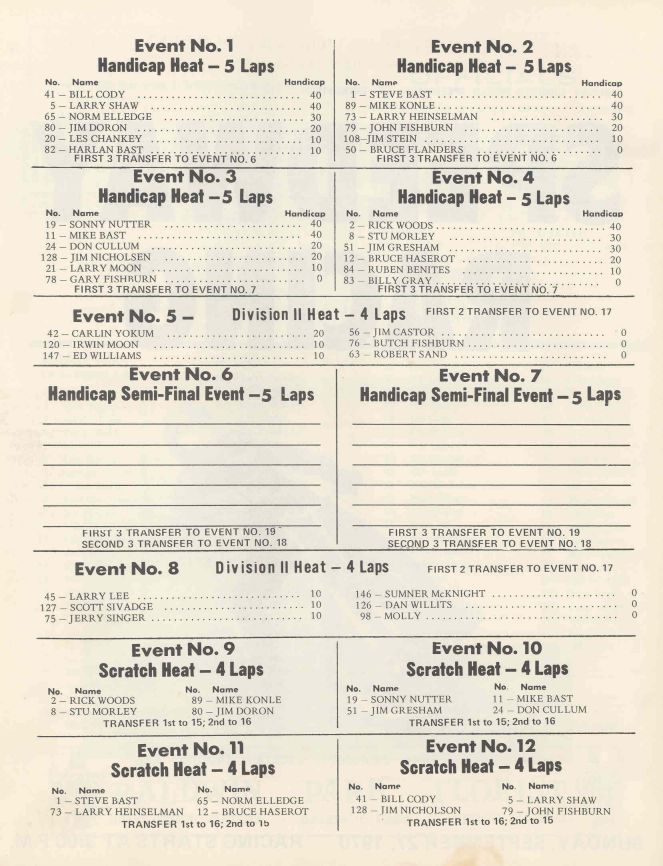 Event No. 1
Handicap Heat – 5 Laps
No. Name Handicap
41 – BILL CODY 40
5 – LARRY SHAW 40
65 – NORM ELLEDGE 30
80 – JIM DORON 20
20 – LES CHANKEY 10
82 – HARLAN BAST 10
FIRST 3 TRANSFER TO EVENT NO. 6
Event No. 2
Handicap Heat – 5 Laps
No. Name Handicap
1 – STEVE BAST 40
89 – MIKE KONLE 40
73 – LARRY HEINSELMAN 30
79 – JOHN FISHBURN 20
108–JIM STEIN 10
50 – BRUCE FLANDERS 0
FIRST 3 TRANSFER TO EVENT NO. 6
Event No. 3
Handicap Heat –5 Laps
No. Name Handicap
19 – SONNY NUTTER 40
11 – MIKE BAST 40
24 – DON CULLUM 20
128 – JIM NICHOLSEN 20
21 – LARRY MOON 10
78 – GARY FISHBURN 0
FIRST 3 TRANSFER TO EVENT NO. 7
Event No. 4
Handicap Heat – 5 Laps
No. Name Handicap
2 – RICK WOODS 40
8 – STU MORLEY 30
51 – JIM GRESHAM 30
12 – BRUCE HASEROT 20
84 – RUBEN BENITES 10
83 – BILLY GRAY 0
FIRST 3 TRANSFER TO EVENT NO. 7
Event No. 5 – Division II Heat – 4 Laps FIRST 2 TRANSFER TO EVENT NO. 17
42 – CARLIN YOKUM 20
120 – IRWIN MOON 10
147 – ED WILLIAMS 10
56 – JIM CASTOR 0
76 – BUTCH FISHBURN 0
63 – ROBERT SAND 0
Event No. 6
Handicap Semi-Final Event –5 Laps
FIRST 3 TRANSFER TO EVENT NO. 19
SECOND 3 TRANSFER TO EVENT NO. 18
Event No. 7
Handicap Semi-Final Event – 5 Laps
FIRST 3 TRANSFER TO EVENT NO. 19
SECOND 3 TRANSFER TO EVENT NO. 18
Event No. 8 Division II Heat – 4 Laps FIRST 2 TRANSFER TO EVENT NO. 17
45 – LARRY LEE 10
127 – SCOTT SIVADGE 10
75 – JERRY SINGER 10
146 – SUMNER McKNIGHT 0
126 – DAN WILLITS 0
98 – MOLLY 0
Event No. 9
Scratch Heat – 4 Laps
No. Name No. Name
2 – RICK WOODS 89 – MIKE KONLE
8 – STU MORLEY 80 – JIM DORON
TRANSFER 1st to 15; 2nd to 16
Event No. 10
Scratch Heat – 4 Laps
No. Name No. Name
19 – SONNY NUTTER 11 – MIKE BAST
51 – JIM GRESHAM 24 – DON CULLUM
TRANSFER 1st to 15; 2nd to 16
Event No. 11
Scratch Heat – 4 Laps
No. Name No. Name
1 – STEVE BAST 65 – NORM ELLEDGE
73 – LARRY HEINSELMAN 12 – BRUCE HASEROT
TRANSFER 1st to 16; 2nd to 15
Event No. 12
Scratch Heat – 4 Laps
No. Name No. Name
41 – BILL CODY 5 – LARRY SHAW
128 – JIM NICHOLSON 79 – JOHN FISHBURN
TRANSFER 1st to 16; 2nd to 15